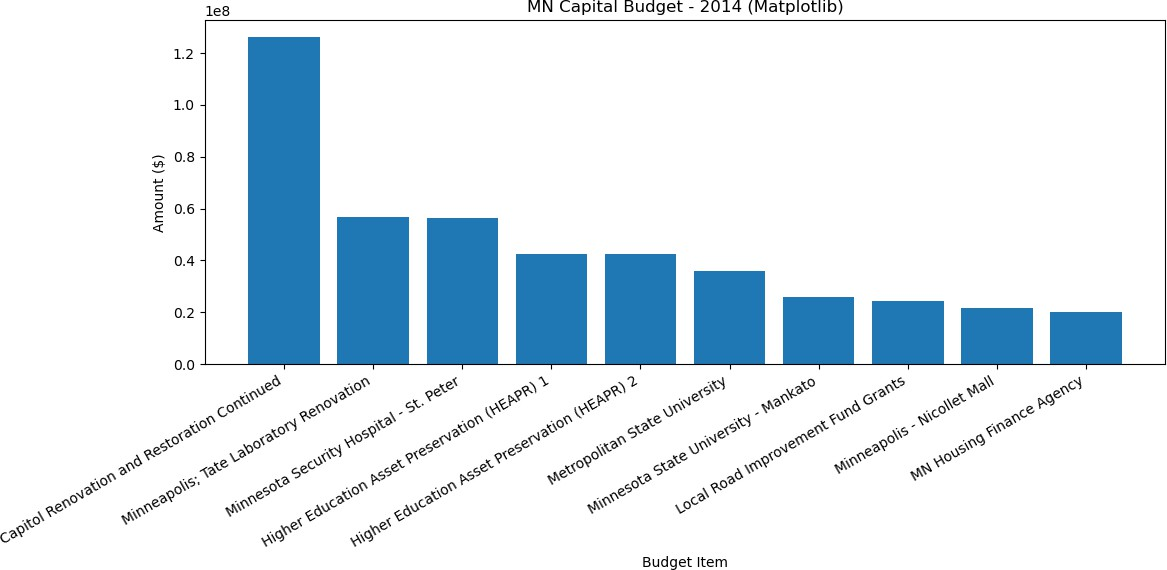 MN Capital Budget - 2014 (Matplotlib)
1e8
1.2
1.0
0.8
0.6
0.4
0.2
0.0
Amount ($)
Capitol Renovation and Restoration Continued
Minneapolis; Tate Laboratory Renovation
Minnesota Security Hospital - St. Peter
Higher Education Asset Preservation (HEAPR) 1
Higher Education Asset Preservation (HEAPR) 2
Metropolitan State University
Minnesota State University - Mankato
Local Road Improvement Fund Grants
Minneapolis - Nicollet Mall
MN Housing Finance Agency
Budget Item